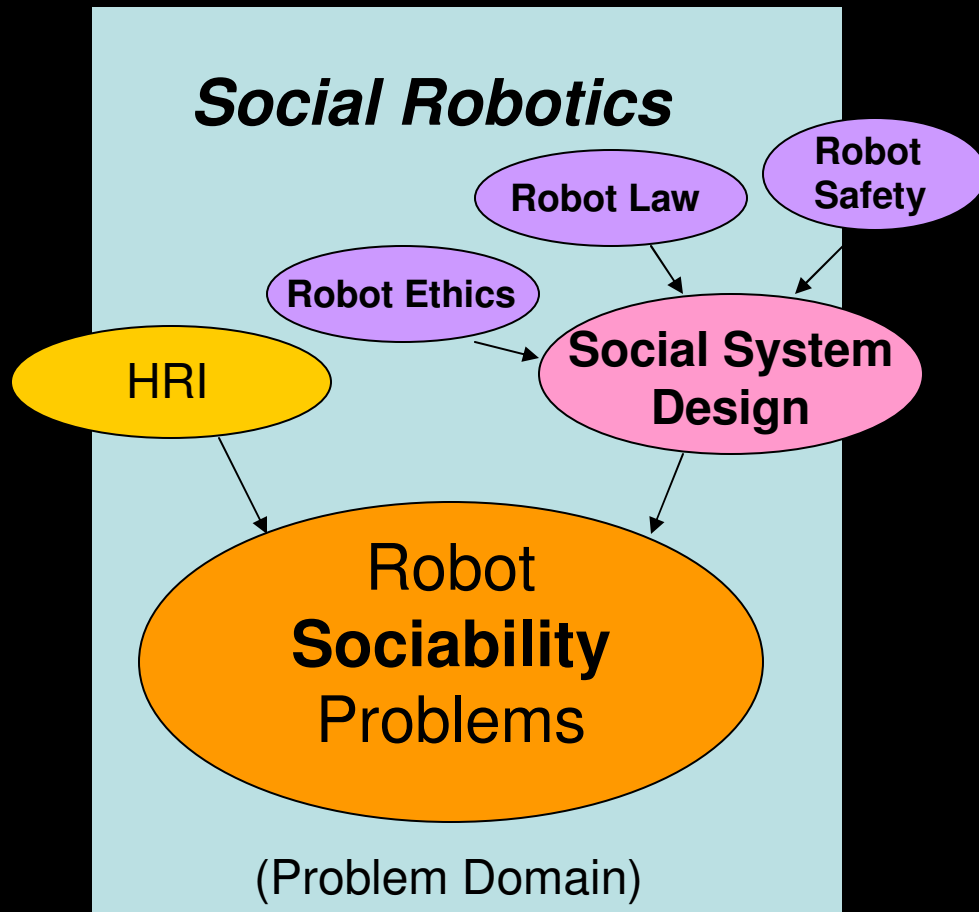 Social Robotics
Robot
Safety
Robot Law
Robot Ethics
Social System
Design
HRI
Robot
Sociability
Problems
(Problem Domain)